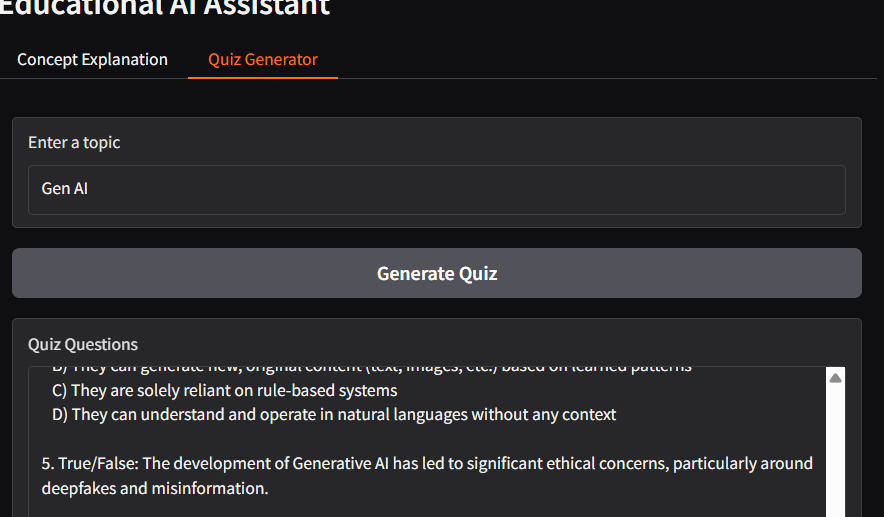 Educational AI Assistant
Concept Explanation
Quiz Generator
Enter a topic
Gen AI
Generate Quiz
Quiz Questions
B) They can generate new, original content (text, images, etc.) based on learned patterns
C) They are solely reliant on rule-based systems
D) They can understand and operate in natural languages without any context
5. True/False: The development of Generative AI has led to significant ethical concerns, particularly around
deepfakes and misinformation.